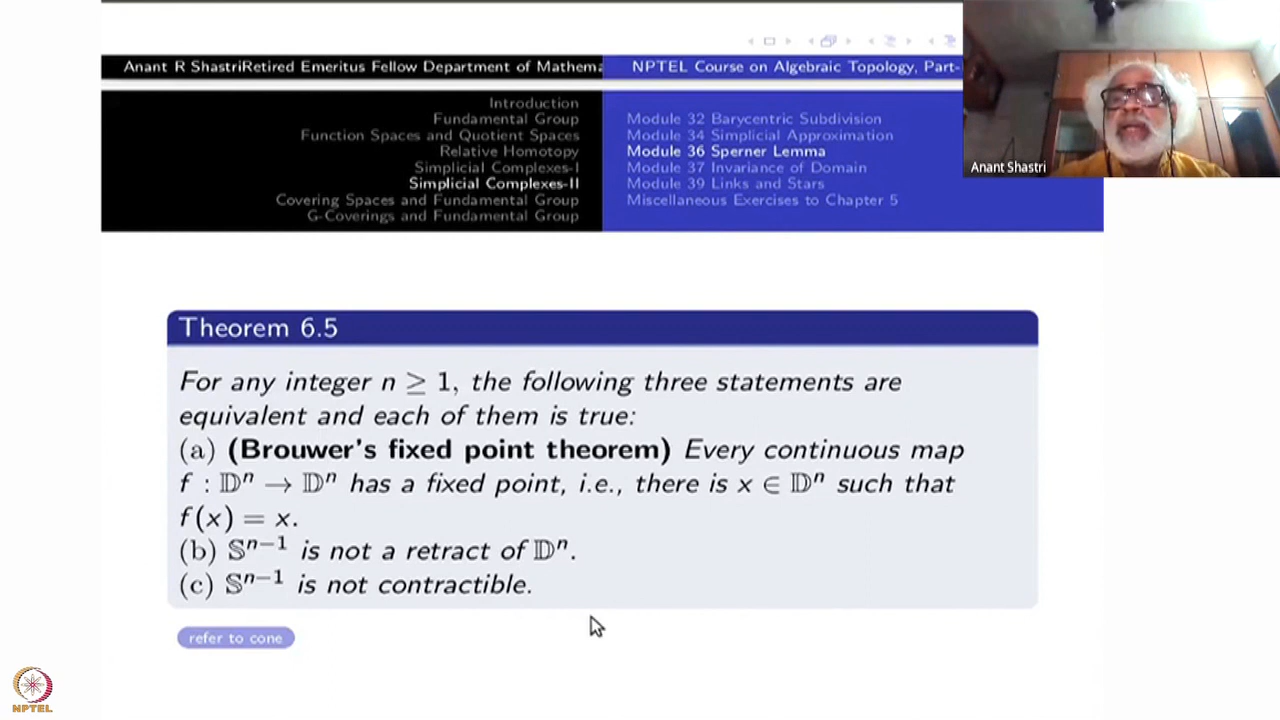 Anant R ShastriRetired Emeritus Fellow Department of Mathema
NPTEL Course on Algebraic Topology, Part-
Introduction
Fundamental Group
Function Spaces and Quotient Spaces
Relative Homotopy
Simplicial Complexes-I
Simplicial Complexes-II
Covering Spaces and Fundamental Group
G-Coverings and Fundamental Group
Module 32 Barycentric Subdivision
Module 34 Simplicial Approximation
Module 36 Sperner Lemma
Module 37 Invariance of Domain
Module 39 Links and Stars
Miscellaneous Exercises to Chapter 5
Anant Shastri
Theorem 6.5
For any integer n ≥ 1, the following three statements are
equivalent and each of them is true:
(a) (Brouwer's fixed point theorem) Every continuous map
f : 𝔻ⁿ → 𝔻ⁿ has a fixed point, i.e., there is x ∈ 𝔻ⁿ such that
f(x) = x.
(b) 𝕊ⁿ⁻¹ is not a retract of 𝔻ⁿ.
(c) 𝕊ⁿ⁻¹ is not contractible.
refer to cone
NPTEL